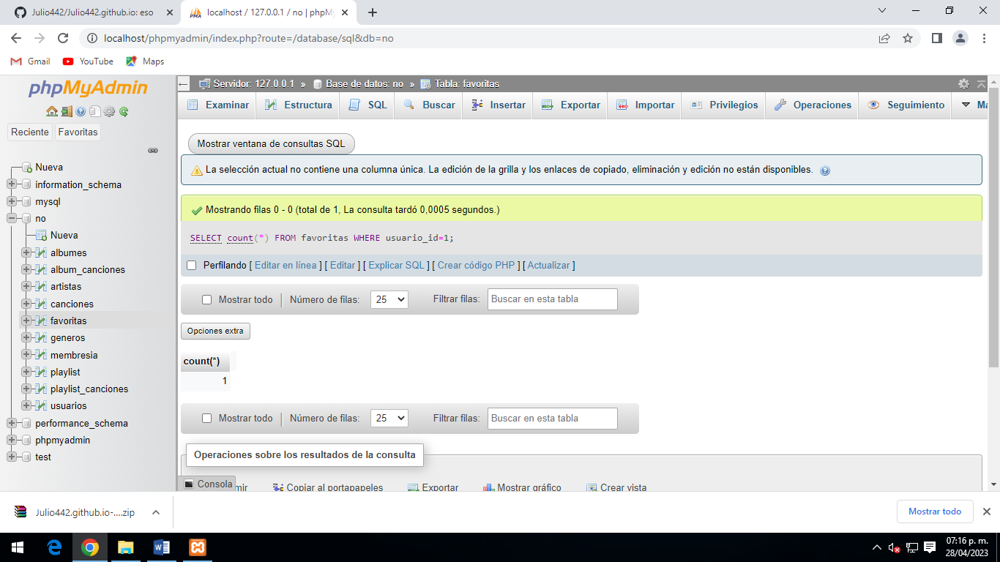 Julio442/Julio442.github.io: eso
localhost / 127.0.0.1 / no | phpMy
localhost/phpmyadmin/index.php?route=/database/sql&db=no
Gmail YouTube Maps
phpMyAdmin
Reciente Favoritas
Nueva
information_schema
mysql
no
Nueva
albumes
album_canciones
artistas
canciones
favoritas
generos
membresia
playlist
playlist_canciones
usuarios
performance_schema
phpmyadmin
test
Servidor: 127.0.0.1 » Base de datos: no » Tabla: favoritas
Examinar Estructura SQL Buscar Insertar Exportar Importar Privilegios Operaciones Seguimiento Má
Mostrar ventana de consultas SQL
La selección actual no contiene una columna única. La edición de la grilla y los enlaces de copiado, eliminación y edición no están disponibles.
Mostrando filas 0 - 0 (total de 1, La consulta tardó 0,0005 segundos.)
SELECT count(*) FROM favoritas WHERE usuario_id=1;
Perfilando [ Editar en línea ] [ Editar ] [ Explicar SQL ] [ Crear código PHP ] [ Actualizar ]
Mostrar todo Número de filas: 25 Filtrar filas: Buscar en esta tabla
Opciones extra
count(*)
1
Mostrar todo Número de filas: 25 Filtrar filas: Buscar en esta tabla
Operaciones sobre los resultados de la consulta
Consola mir Copiar al portapapeles Exportar Mostrar gráfico Crear vista
Julio442.github.io-....zip
Mostrar todo
07:16 p. m.
28/04/2023